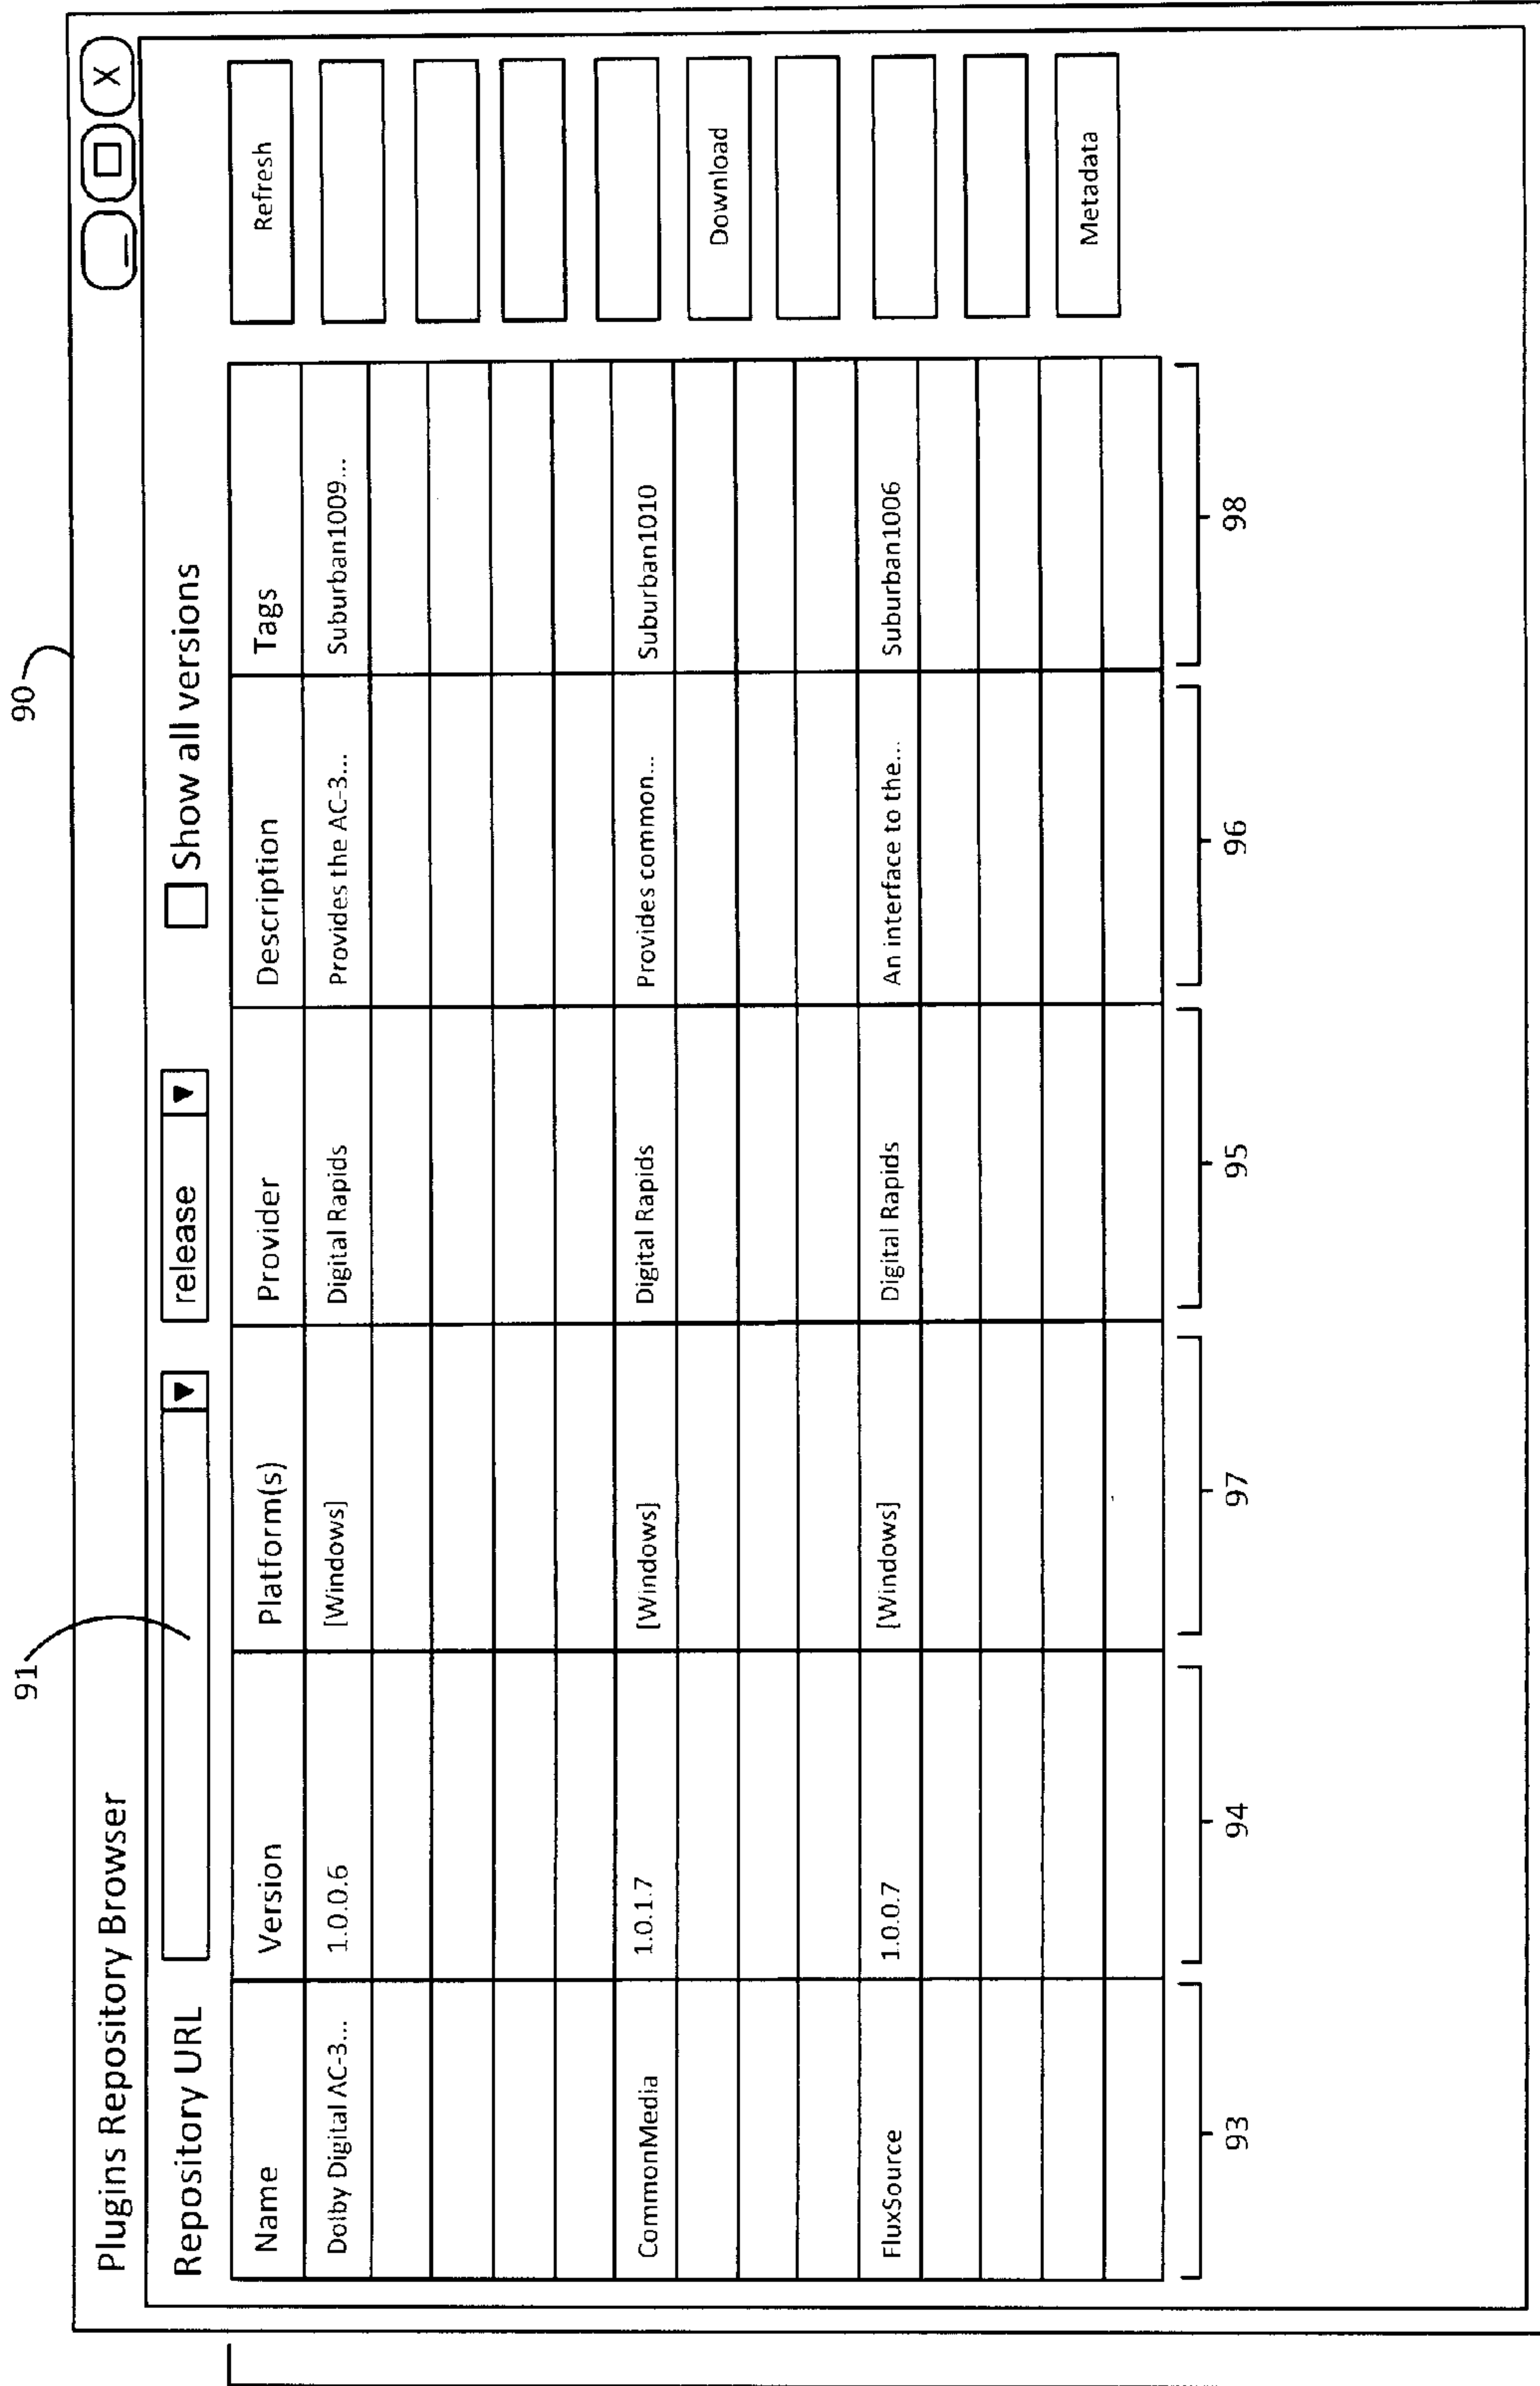 90
91
Plugins Repository Browser
X
Repository URL
release
Show all versions
Name Version Platform(s) Provider Description Tags
Dolby Digital AC-3... 1.0.0.6 [Windows] Digital Rapids Provides the AC-3... Suburban1009...
CommonMedia 1.0.1.7 [Windows] Digital Rapids Provides common... Suburban1010
FluxSource 1.0.0.7 [Windows] Digital Rapids An interface to the... Suburban1006
Refresh
Download
Metadata
93 94 97 95 96 98